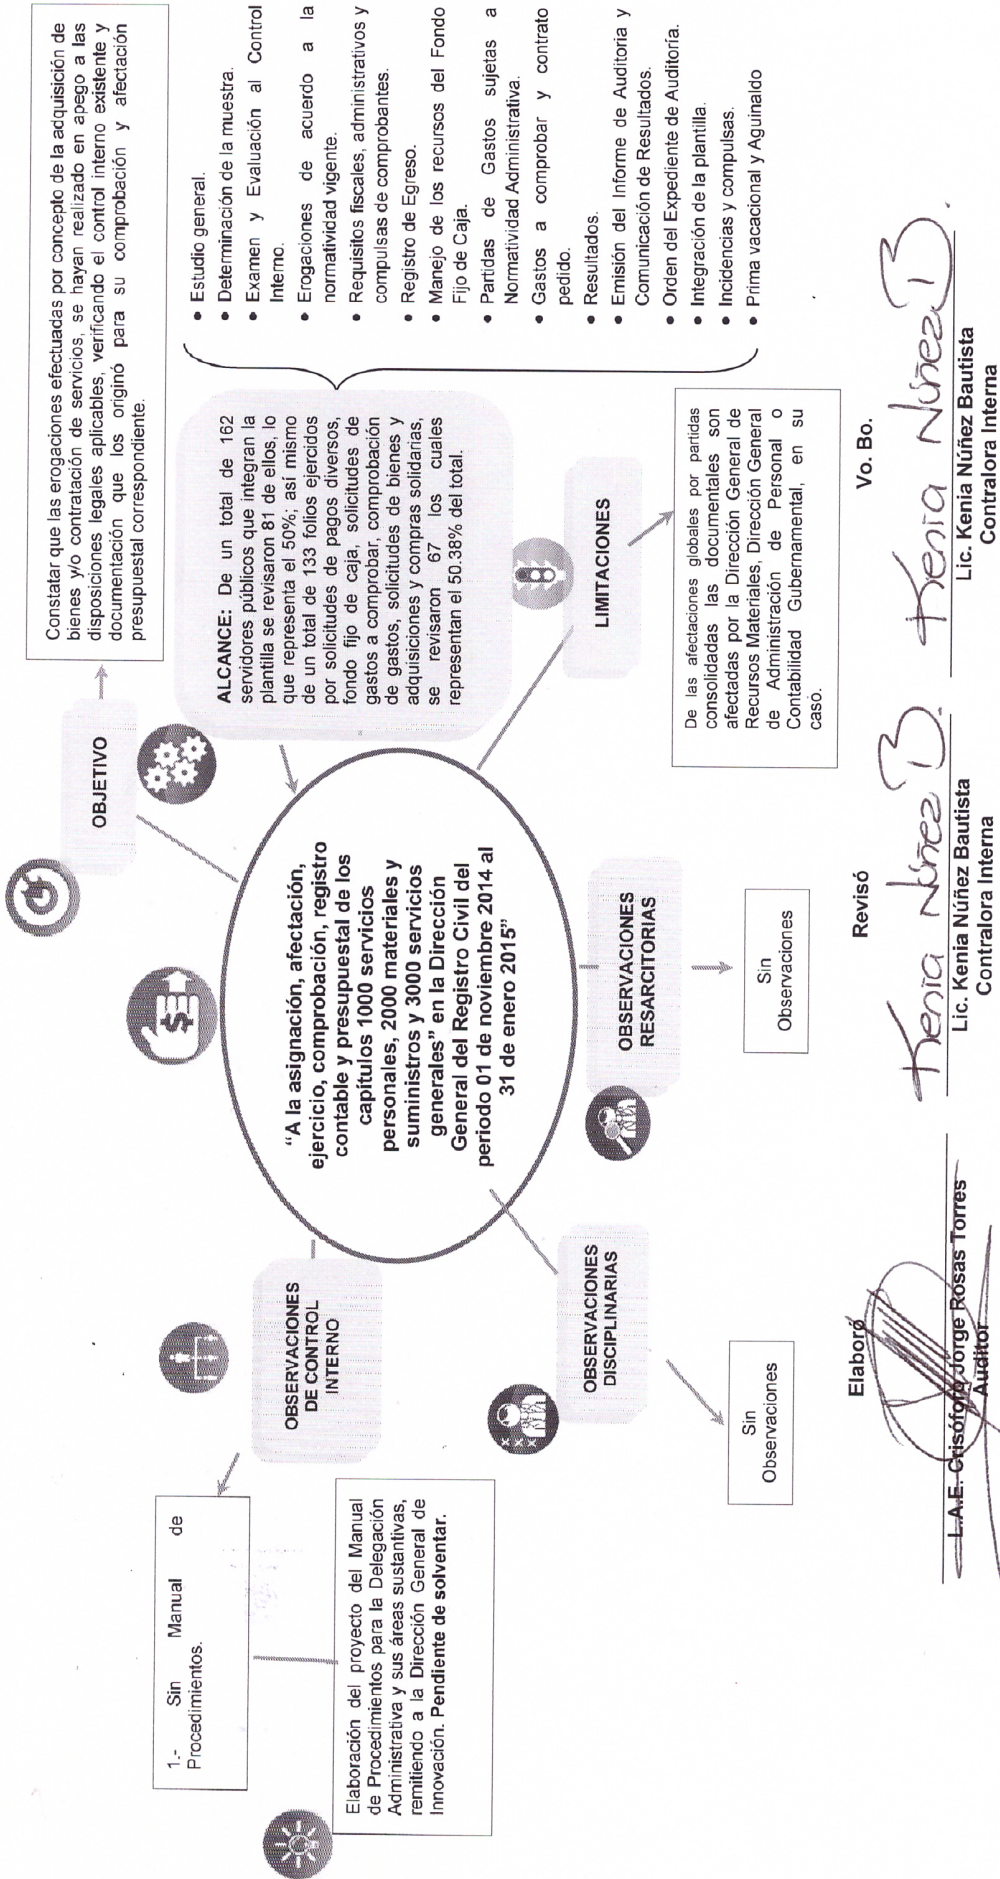 OBJETIVO
Constatar que las erogaciones efectuadas por concepto de la adquisición de
bienes y/o contratación de servicios, se hayan realizado en apego a las
disposiciones legales aplicables, verificando el control interno existente y
documentación que los originó para su comprobación y afectación
presupuestal correspondiente.
“A la asignación, afectación,
ejercicio, comprobación, registro
contable y presupuestal de los
capítulos 1000 servicios
personales, 2000 materiales y
suministros y 3000 servicios
generales” en la Dirección
General del Registro Civil del
periodo 01 de noviembre 2014 al
31 de enero 2015”
ALCANCE: De un total de 162
servidores públicos que integran la
plantilla se revisaron 81 de ellos, lo
que representa el 50%; así mismo
de un total de 133 folios ejercidos
por solicitudes de pagos diversos,
fondo fijo de caja, solicitudes de
gastos a comprobar, comprobación
de gastos, solicitudes de bienes y
adquisiciones y compras solidarias,
se revisaron 67 los cuales
representan el 50.38% del total.
• Estudio general.
• Determinación de la muestra.
• Examen y Evaluación al Control
Interno.
• Erogaciones de acuerdo a la
normatividad vigente.
• Requisitos fiscales, administrativos y
compulsas de comprobantes.
• Registro de Egreso.
• Manejo de los recursos del Fondo
Fijo de Caja.
• Partidas de Gastos sujetas a
Normatividad Administrativa.
• Gastos a comprobar y contrato
pedido.
• Resultados.
• Emisión del Informe de Auditoria y
Comunicación de Resultados.
• Orden del Expediente de Auditoría.
• Integración de la plantilla.
• Incidencias y compulsas.
• Prima vacacional y Aguinaldo
LIMITACIONES
De las afectaciones globales por partidas
consolidadas las documentales son
afectadas por la Dirección General de
Recursos Materiales, Dirección General
de Administración de Personal o
Contabilidad Gubernamental, en su
caso.
OBSERVACIONES
DE CONTROL
INTERNO
1.- Sin Manual de
Procedimientos.
Elaboración del proyecto del Manual
de Procedimientos para la Delegación
Administrativa y sus áreas sustantivas,
remitiendo a la Dirección General de
Innovación. Pendiente de solventar.
OBSERVACIONES
DISCIPLINARIAS
Sin
Observaciones
OBSERVACIONES
RESARCITORIAS
Sin
Observaciones
Elaboró
L.A.E. Crisóforo Jorge Rosas Torres
Auditor
Revisó
Kenia Núñez B.
Lic. Kenia Núñez Bautista
Contralora Interna
Vo. Bo.
Kenia Núñez B.
Lic. Kenia Núñez Bautista
Contralora Interna